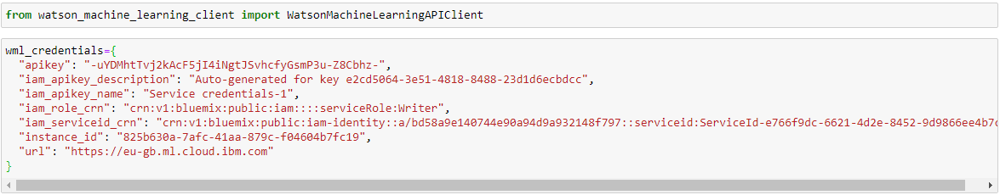 from watson_machine_learning_client import WatsonMachineLearningAPIClient
wml_credentials={
"apikey": "-uYDMhtTvj2kAcF5jI4iNgtJSvhcfyGsmP3u-Z8Cbhz-",
"iam_apikey_description": "Auto-generated for key e2cd5064-3e51-4818-8488-23d1d6ecbdcc",
"iam_apikey_name": "Service credentials-1",
"iam_role_crn": "crn:v1:bluemix:public:iam::::serviceRole:Writer",
"iam_serviceid_crn": "crn:v1:bluemix:public:iam-identity::a/bd58a9e140744e90a94d9a932148f797::serviceid:ServiceId-e766f9dc-6621-4d2e-8452-9d9866ee4b7c
"instance_id": "825b630a-7afc-41aa-879c-f04604b7fc19",
"url": "https://eu-gb.ml.cloud.ibm.com"
}